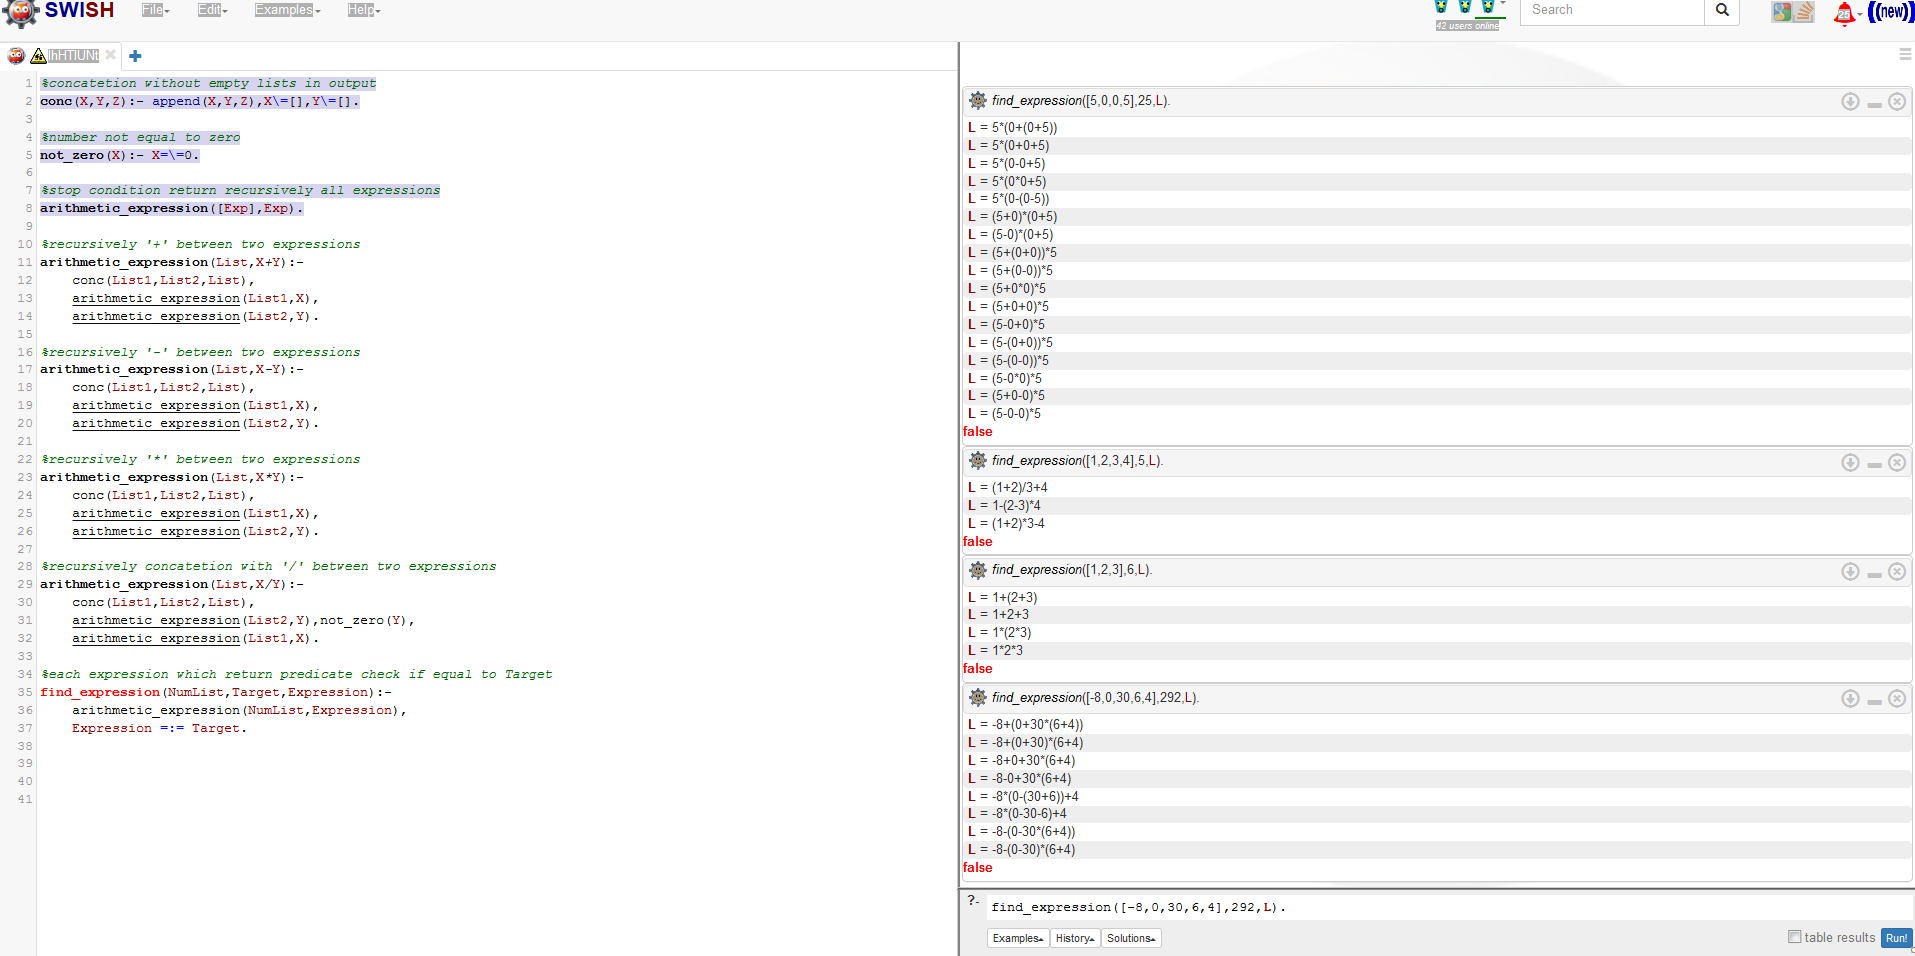 SWISH File Edit Examples Help
42 users online
Search
(new)
1 %concatetion without empty lists in output
2 conc(X,Y,Z):- append(X,Y,Z),X\=[],Y\=[].
3
4 %number not equal to zero
5 not_zero(X):- X=\=0.
6
7 %stop condition return recursively all expressions
8 arithmetic_expression([Exp],Exp).
9
10 %recursively '+' between two expressions
11 arithmetic_expression(List,X+Y):-
12 conc(List1,List2,List),
13 arithmetic_expression(List1,X),
14 arithmetic_expression(List2,Y).
15
16 %recursively '-' between two expressions
17 arithmetic_expression(List,X-Y):-
18 conc(List1,List2,List),
19 arithmetic_expression(List1,X),
20 arithmetic_expression(List2,Y).
21
22 %recursively '*' between two expressions
23 arithmetic_expression(List,X*Y):-
24 conc(List1,List2,List),
25 arithmetic_expression(List1,X),
26 arithmetic_expression(List2,Y).
27
28 %recursively concatetion with '/' between two expressions
29 arithmetic_expression(List,X/Y):-
30 conc(List1,List2,List),
31 arithmetic_expression(List2,Y),not_zero(Y),
32 arithmetic_expression(List1,X).
33
34 %each expression which return predicate check if equal to Target
35 find_expression(NumList,Target,Expression):-
36 arithmetic_expression(NumList,Expression),
37 Expression =:= Target.
38
39
40
41
find_expression([5,0,0,5],25,L).
L = 5*(0+(0+5))
L = 5*(0+0+5)
L = 5*(0-0+5)
L = 5*(0*0+5)
L = 5*(0-(0-5))
L = (5+0)*(0+5)
L = (5-0)*(0+5)
L = (5+(0+0))*5
L = (5+(0-0))*5
L = (5+0*0)*5
L = (5+0+0)*5
L = (5-0+0)*5
L = (5-(0+0))*5
L = (5-(0-0))*5
L = (5-0*0)*5
L = (5+0-0)*5
L = (5-0-0)*5
false
find_expression([1,2,3,4],5,L).
L = (1+2)/3+4
L = 1-(2-3)*4
L = (1+2)*3-4
false
find_expression([1,2,3],6,L).
L = 1+(2+3)
L = 1+2+3
L = 1*(2*3)
L = 1*2*3
false
find_expression([-8,0,30,6,4],292,L).
L = -8+(0+30*(6+4))
L = -8+(0+30)*(6+4)
L = -8+0+30*(6+4)
L = -8-0+30*(6+4)
L = -8*(0-(30+6))+4
L = -8*(0-30-6)+4
L = -8-(0-30*(6+4))
L = -8-(0-30)*(6+4)
false
?- find_expression([-8,0,30,6,4],292,L).
Examples History Solutions table results Run!